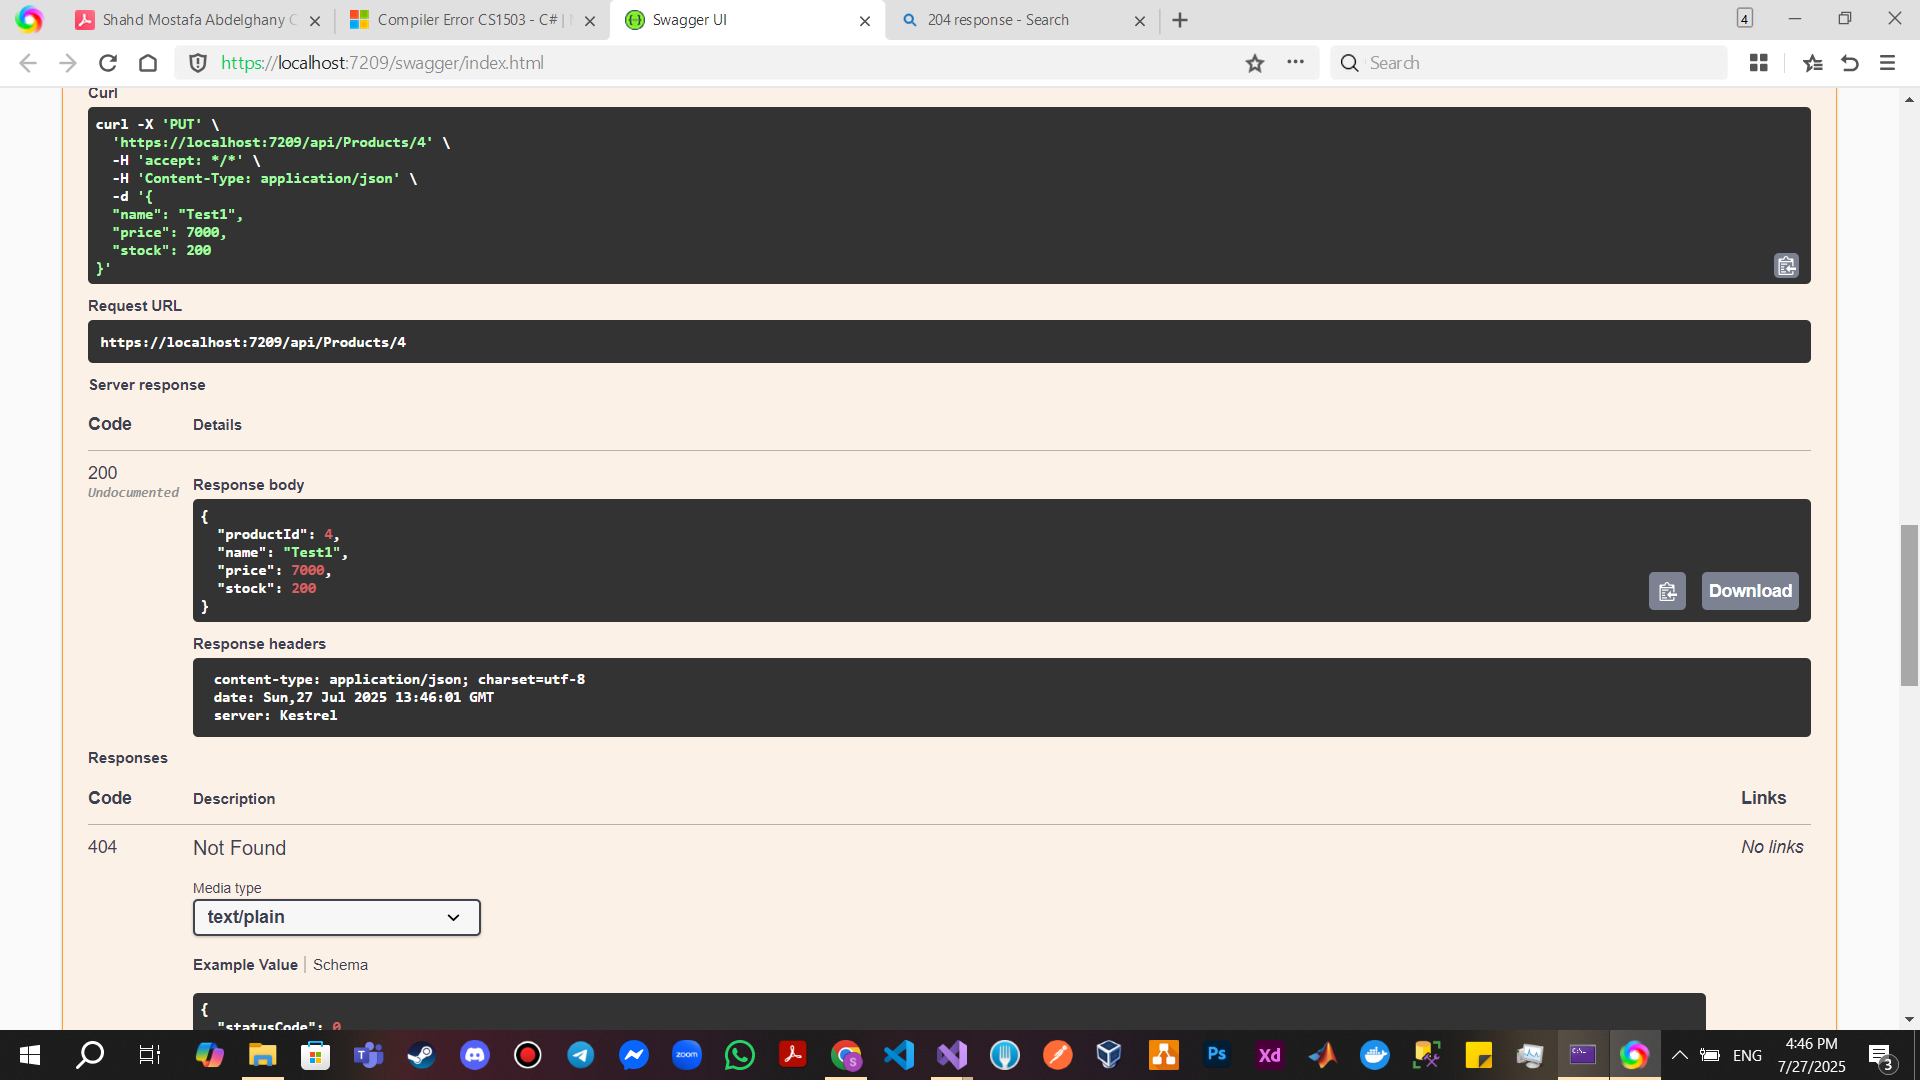 Shahd Mostafa Abdelghany C
Compiler Error CS1503 - C# |
Swagger UI
204 response - Search
4
https://localhost:7209/swagger/index.html
Search
Curl
curl -X 'PUT' \
'https://localhost:7209/api/Products/4' \
-H 'accept: */*' \
-H 'Content-Type: application/json' \
-d '{
"name": "Test1",
"price": 7000,
"stock": 200
}'
Request URL
https://localhost:7209/api/Products/4
Server response
Code Details
200
Undocumented
Response body
{
"productId": 4,
"name": "Test1",
"price": 7000,
"stock": 200
}
Download
Response headers
content-type: application/json; charset=utf-8
date: Sun,27 Jul 2025 13:46:01 GMT
server: Kestrel
Responses
Code Description Links
404 Not Found No links
Media type
text/plain
Example Value | Schema
{
"statusCode": 0
zoom
Ps
Xd
ENG
4:46 PM
7/27/2025
3